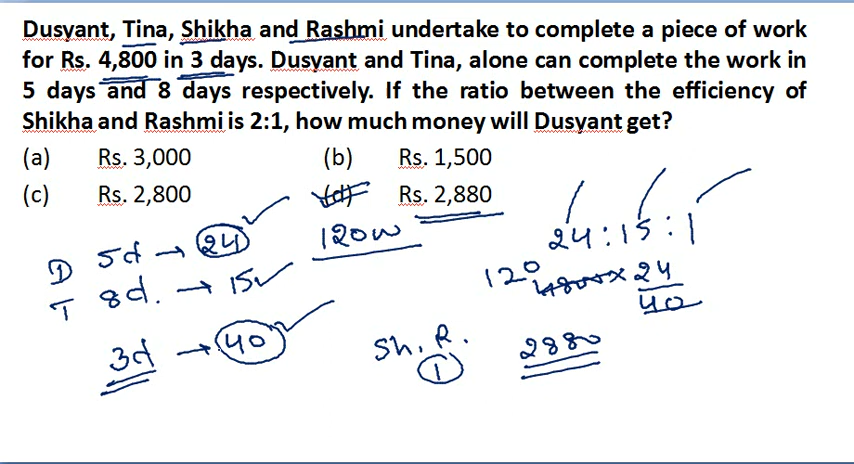 Dusyant, Tina, Shikha and Rashmi undertake to complete a piece of work
for Rs. 4,800 in 3 days. Dusyant and Tina, alone can complete the work in
5 days and 8 days respectively. If the ratio between the efficiency of
Shikha and Rashmi is 2:1, how much money will Dusyant get?
(a) Rs. 3,000 (b) Rs. 1,500
(c) Rs. 2,800 (d) Rs. 2,880
D 5d → 24 120w 24:15:1
T 8d. → 15 120 4800 x 24
40
3d → 40 Sh. R. 2880
1